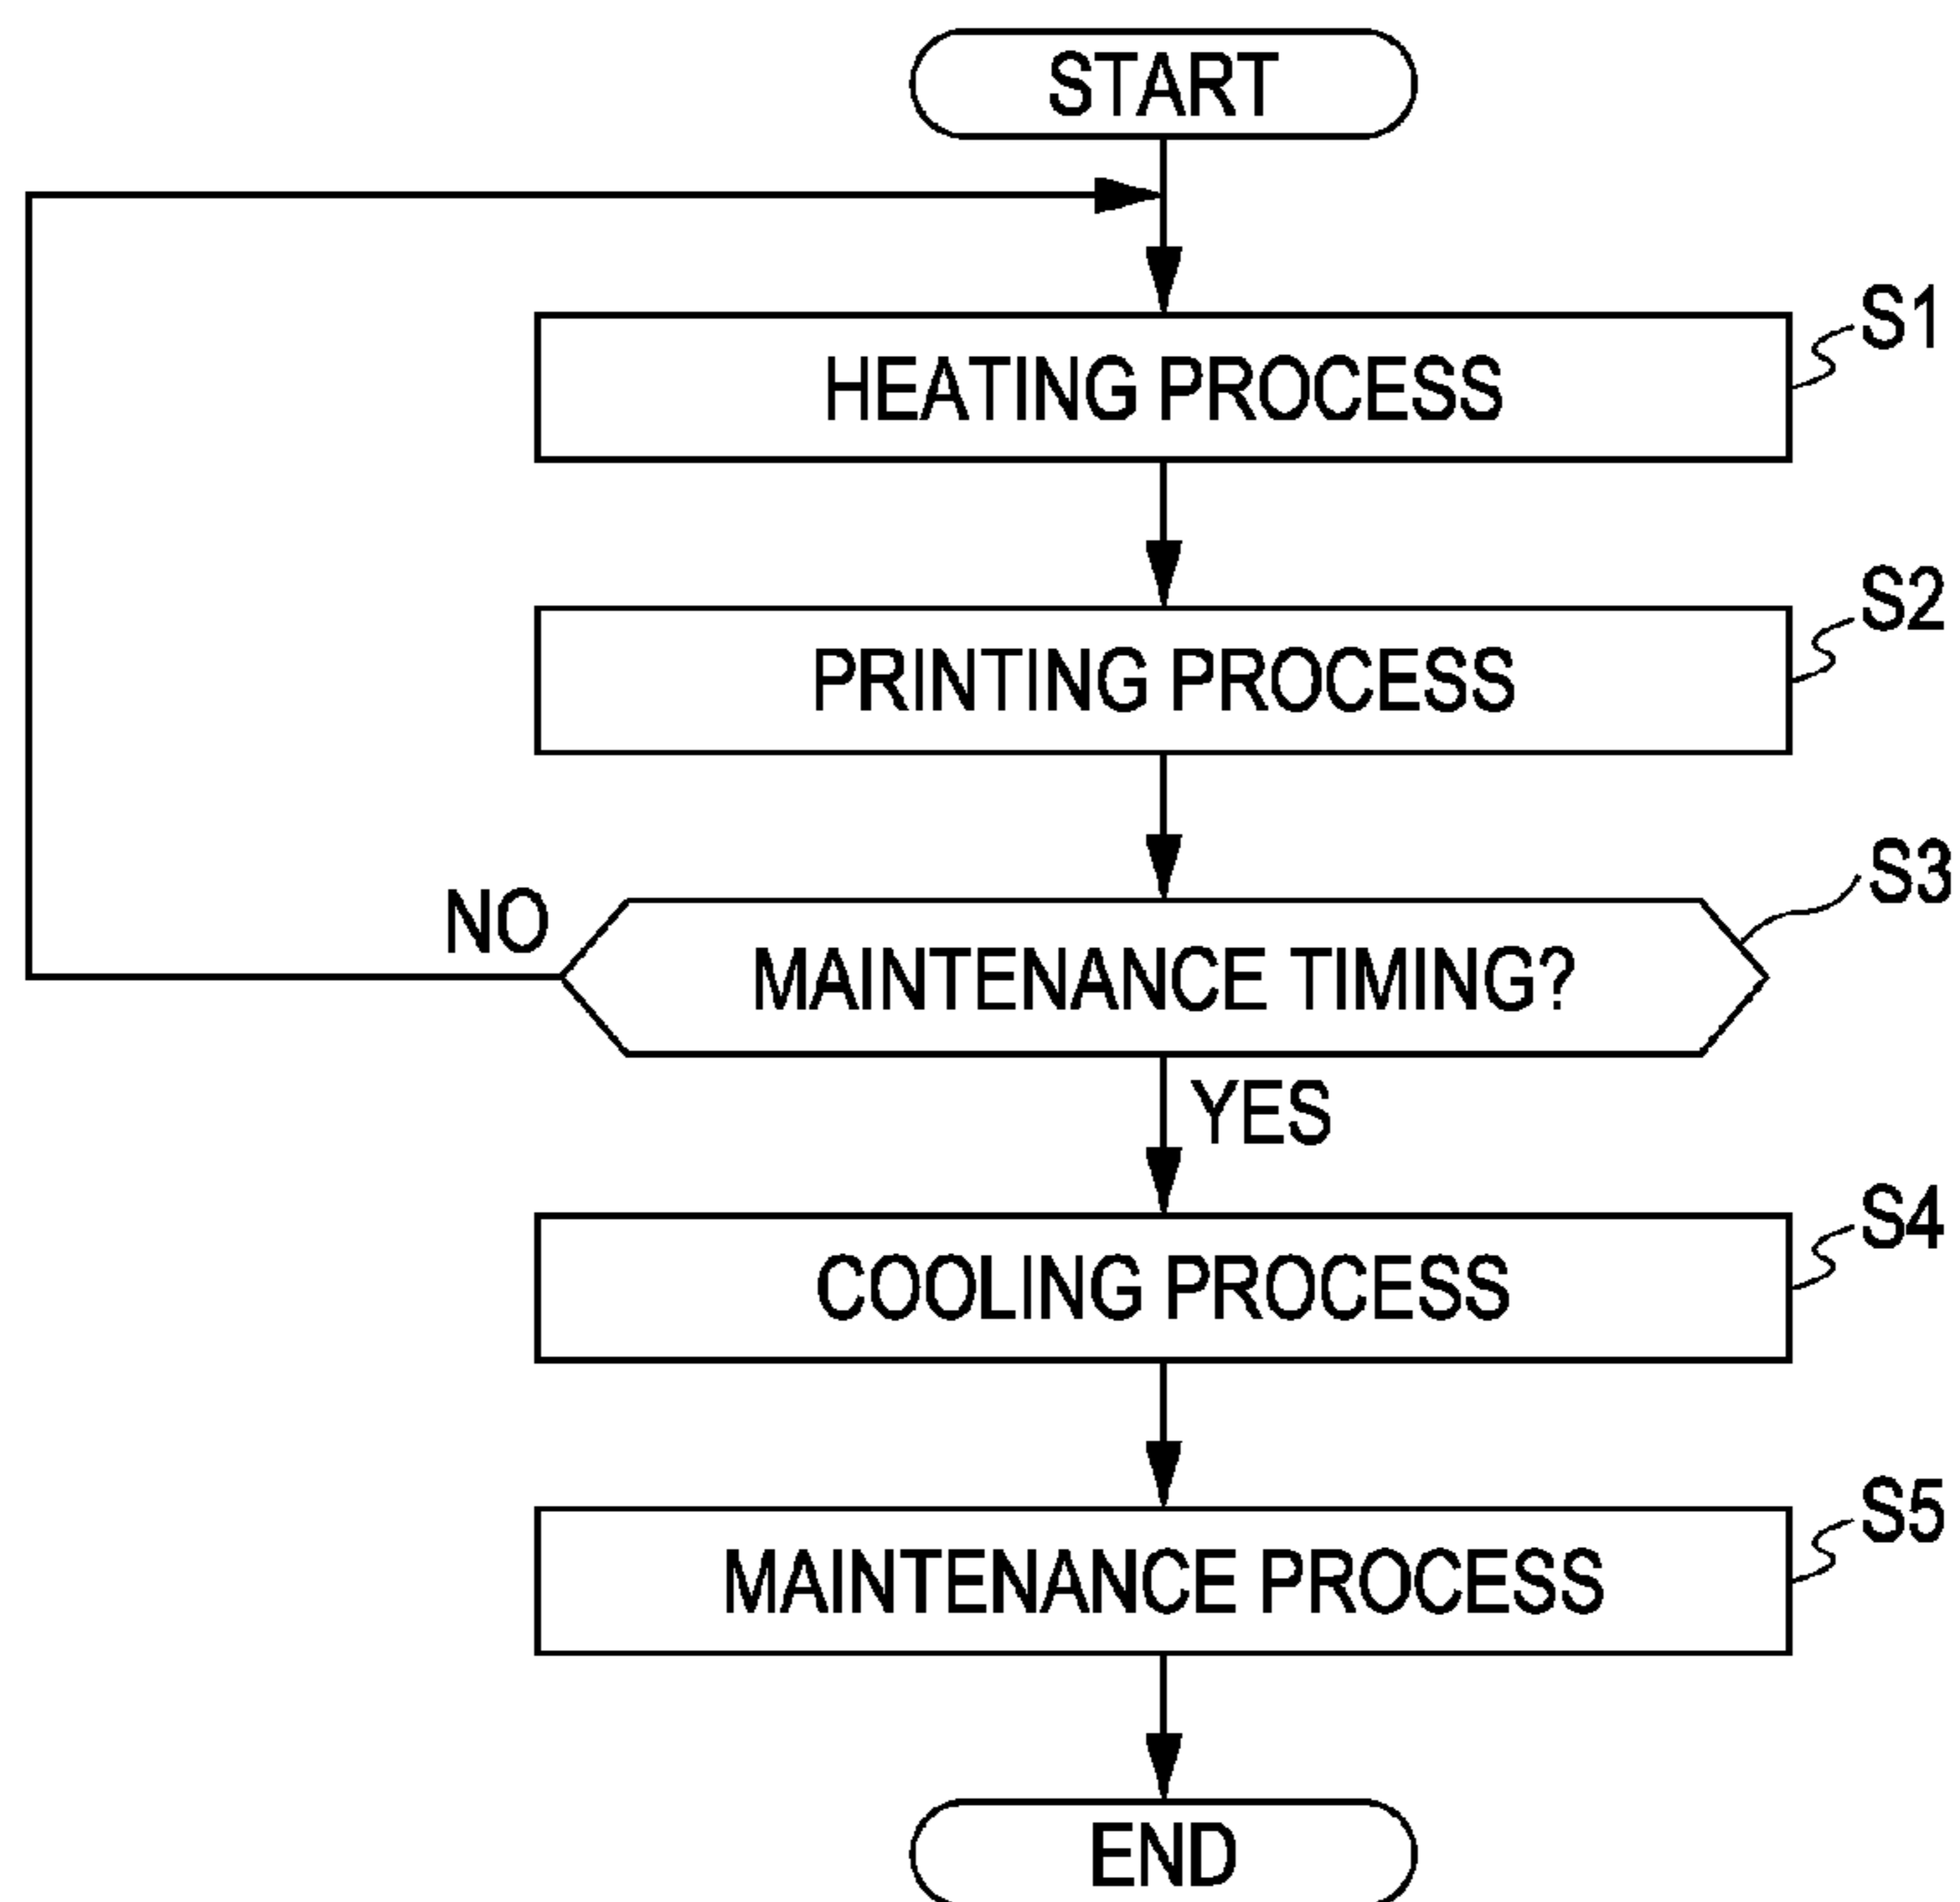 START
HEATING PROCESS
S1
PRINTING PROCESS
S2
MAINTENANCE TIMING?
S3
NO
YES
COOLING PROCESS
S4
MAINTENANCE PROCESS
S5
END